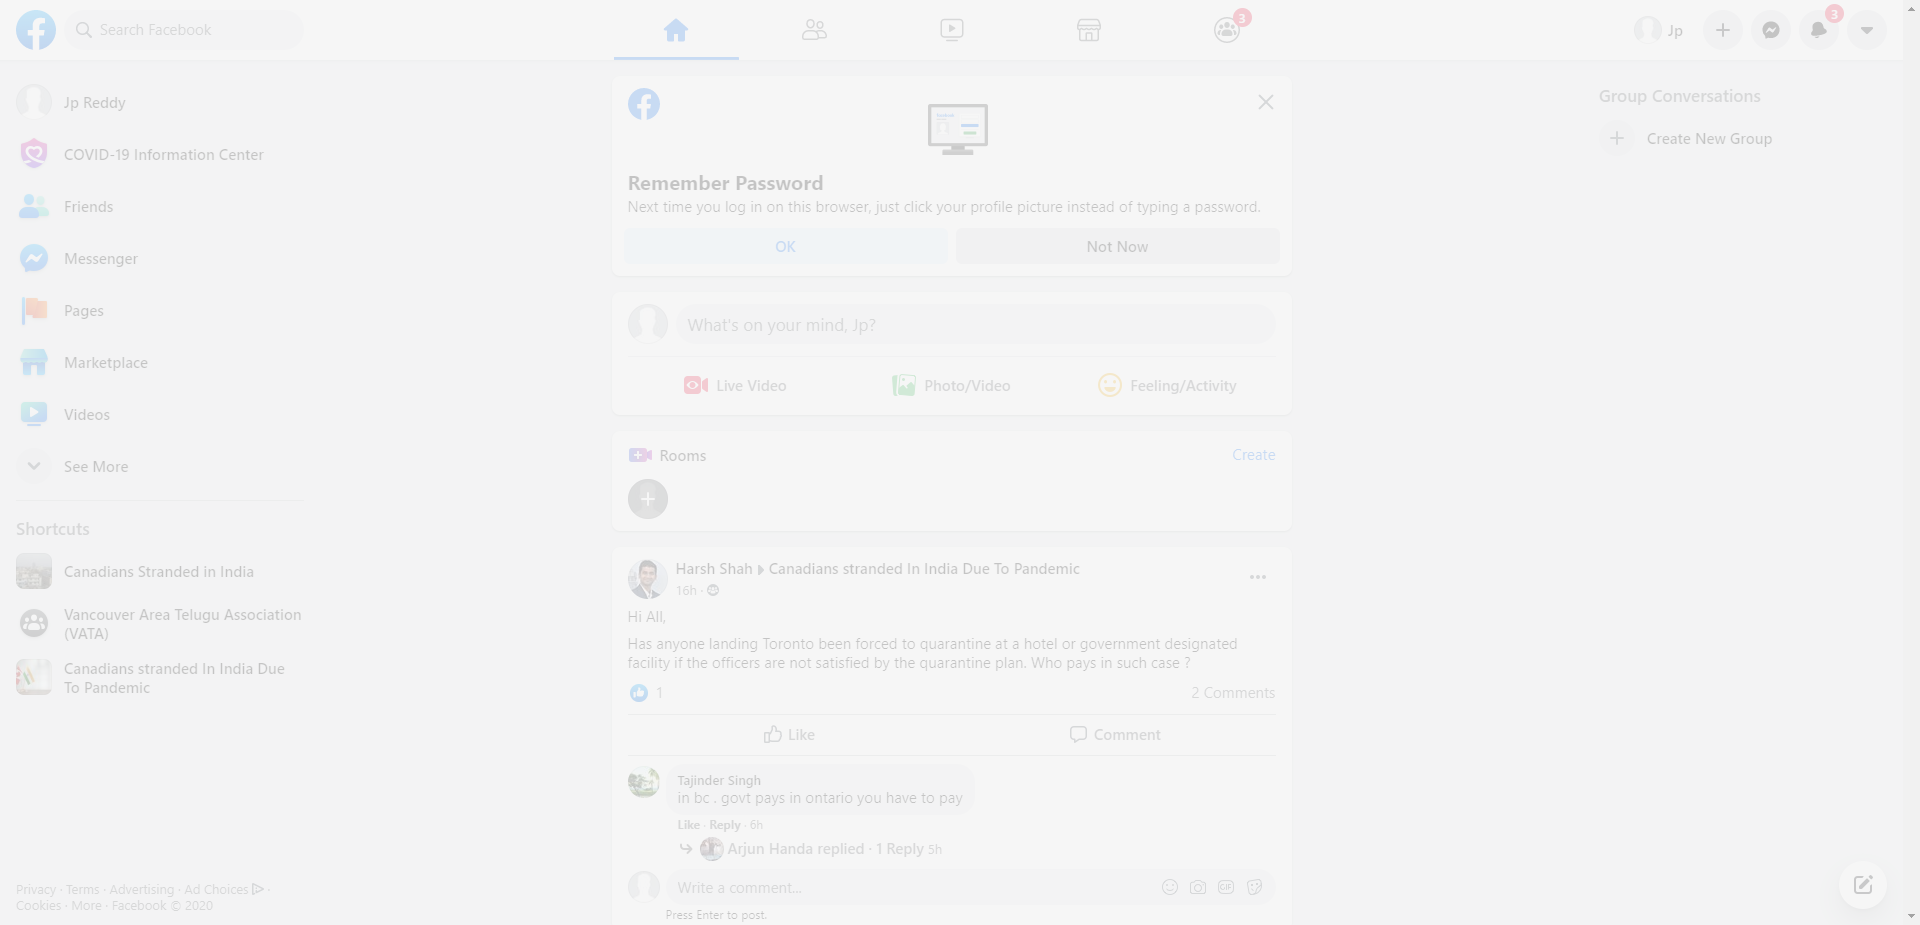 Search Facebook
3
Jp
3
Jp Reddy
COVID-19 Information Center
Friends
Messenger
Pages
Marketplace
Videos
See More
Shortcuts
Canadians Stranded in India
Vancouver Area Telugu Association
(VATA)
Canadians stranded In India Due
To Pandemic
Privacy · Terms · Advertising · Ad Choices ·
Cookies · More · Facebook © 2020
Remember Password
Next time you log in on this browser, just click your profile picture instead of typing a password.
OK
Not Now
What's on your mind, Jp?
Live Video
Photo/Video
Feeling/Activity
Rooms
Create
Harsh Shah Canadians stranded In India Due To Pandemic
16h ·
Hi All,
Has anyone landing Toronto been forced to quarantine at a hotel or government designated
facility if the officers are not satisfied by the quarantine plan. Who pays in such case ?
1
2 Comments
Like
Comment
Tajinder Singh
in bc . govt pays in ontario you have to pay
Like · Reply · 6h
Arjun Handa replied · 1 Reply 5h
Write a comment...
GIF
Press Enter to post.
Group Conversations
Create New Group